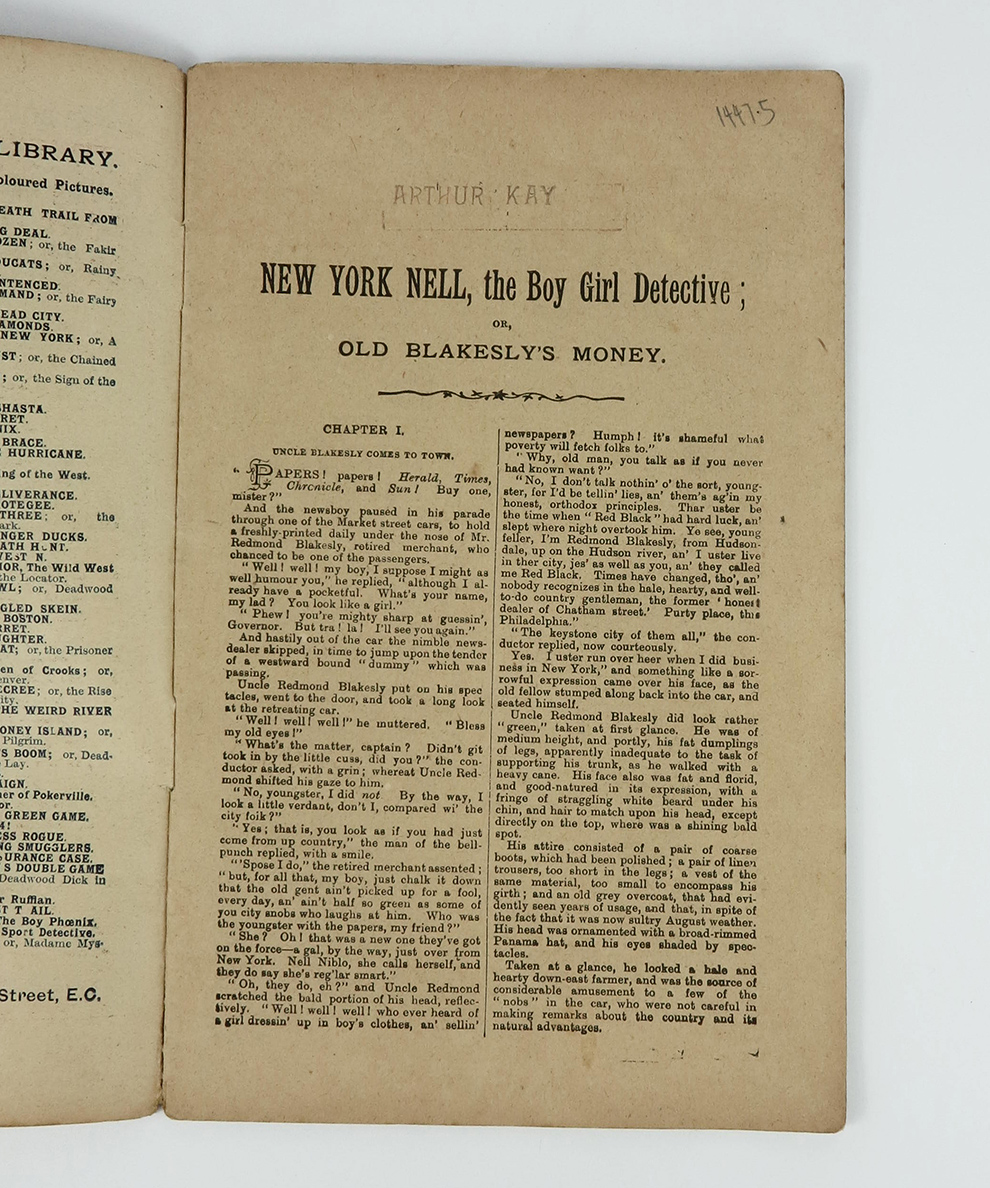 LIBRARY.
oloured Pictures.
EATH TRAIL FROM
G DEAL.
OZEN; or, the Fakir
UCATS; or, Rainy
NTENCED.
MAND; or, the Fairy
EAD CITY.
AMONDS.
NEW YORK; or, A
ST; or, the Chained
; or, the Sign of the
HASTA.
RET.
NIX.
BRACE.
HURRICANE.
ng of the West.
LIVERANCE.
OTEGEE.
THREE; or, the
ark.
NGER DUCKS.
ATH HUNT.
IOR, The Wild West
the Locator.
WL; or, Deadwood
GLED SKEIN.
BOSTON.
RRET.
UGHTER.
AT; or, the Prisoner
en of Crooks; or,
enver.
ECREE; or, the Rise
ity.
HE WEIRD RIVER
ONEY ISLAND; or,
Pilgrim.
'S BOOM; or, Dead-
Lay.
AIGN.
er of Pokerville.
or.
GREEN GAME.
4!
ESS ROGUE.
NG SMUGGLERS.
URANCE CASE.
'S DOUBLE GAME
Deadwood Dick in
r Ruffian.
The Boy Phœnix,
Sport Detective,
or, Madame Mys-
Street, E.C.
1447.5
ARTHUR KAY
NEW YORK NELL, the Boy Girl Detective;
OR,
OLD BLAKESLY'S MONEY.
CHAPTER I.
UNCLE BLAKESLY COMES TO TOWN.
"PAPERS! papers! Herald, Times,
Chronicle, and Sun! Buy one,
mister?"
And the newsboy paused in his parade
through one of the Market street cars, to hold
a freshly-printed daily under the nose of Mr.
Redmond Blakesly, retired merchant, who
chanced to be one of the passengers.
"Well! well! my boy, I suppose I might as
well humour you," he replied, "although I al-
ready have a pocketful. What's your name,
my lad? You look like a girl."
"Phew! you're mighty sharp at guessin',
Governor. But tra! la! I'll see you again."
And hastily out of the car the nimble news-
dealer skipped, in time to jump upon the tender
of a westward bound "dummy" which was
passing.
Uncle Redmond Blakesly put on his spec
tacles, went to the door, and took a long look
at the retreating car.
"Well! well! well!" he muttered. "Bless
my old eyes!"
"What's the matter, captain? Didn't git
took in by the little cuss, did you?" the con-
ductor asked, with a grin; whereat Uncle Red-
mond shifted his gaze to him.
"No, youngster, I did not By the way, I
look a little verdant, don't I, compared wi' the
city folk?"
"Yes; that is, you look as if you had just
come from up country," the man of the bell-
punch replied, with a smile.
"'Spose I do," the retired merchant assented;
"but, for all that, my boy, just chalk it down
that the old gent ain't picked up for a fool,
every day, an' ain't half so green as some of
you city snobs who laughs at him. Who was
the youngster with the papers, my friend?"
"She? Oh! that was a new one they've got
on the force—a gal, by the way, just over from
New York. Nell Niblo, she calls herself, and
they do say she's reg'lar smart."
"Oh, they do, eh?" and Uncle Redmond
scratched the bald portion of his head, reflec-
tively. "Well! well! well! who ever heard of
a girl dressin' up in boy's clothes, an' sellin'
newspapers? Humph! it's shameful what
poverty will fetch folks to."
"Why, old man, you talk as if you never
had known want?"
"No, I don't talk nothin' o' the sort, young-
ster, for I'd be tellin' lies, an' them's ag'in my
honest, orthodox principles. Thar uster be
the time when "Red Black" had hard luck, an'
slept where night overtook him. Ye see, young
feller, I'm Redmond Blakesly, from Hudson-
dale, up on the Hudson river, an' I uster live
in ther city, jes' as well as you, an' they called
me Red Black. Times have changed, tho', an'
nobody recognizes in the hale, hearty, and well-
to-do country gentleman, the former 'honest
dealer of Chatham street.' Purty place, this
Philadelphia."
"The keystone city of them all," the con-
ductor replied, now courteously.
Yes. I uster run over heer when I did busi-
ness in New York," and something like a sor-
rowful expression came over his face, as the
old fellow stumped along back into the car, and
seated himself.
Uncle Redmond Blakesly did look rather
"green," taken at first glance. He was of
medium height, and portly, his fat dumplings
of legs, apparently inadequate to the task of
supporting his trunk, as he walked with a
heavy cane. His face also was fat and florid,
and good-natured in its expression, with a
fringe of straggling white beard under his
chin, and hair to match upon his head, except
directly on the top, where was a shining bald
spot.
His attire consisted of a pair of coarse
boots, which had been polished; a pair of linen
trousers, too short in the legs; a vest of the
same material, too small to encompass his
girth; and an old grey overcoat, that had evi-
dently seen years of usage, and that, in spite of
the fact that it was now sultry August weather.
His head was ornamented with a broad-rimmed
Panama hat, and his eyes shaded by spec-
tacles.
Taken at a glance, he looked a hale and
hearty down-east farmer, and was the source of
considerable amusement to a few of the
"nobs" in the car, who were not careful in
making remarks about the country and its
natural advantages.